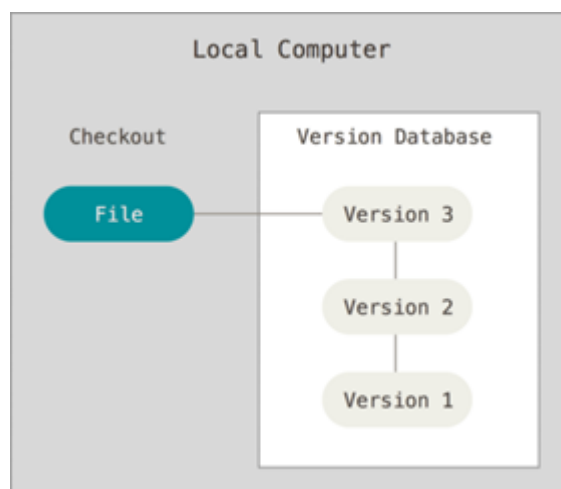 Local Computer
Checkout
Version Database
File
Version 3
Version 2
Version 1